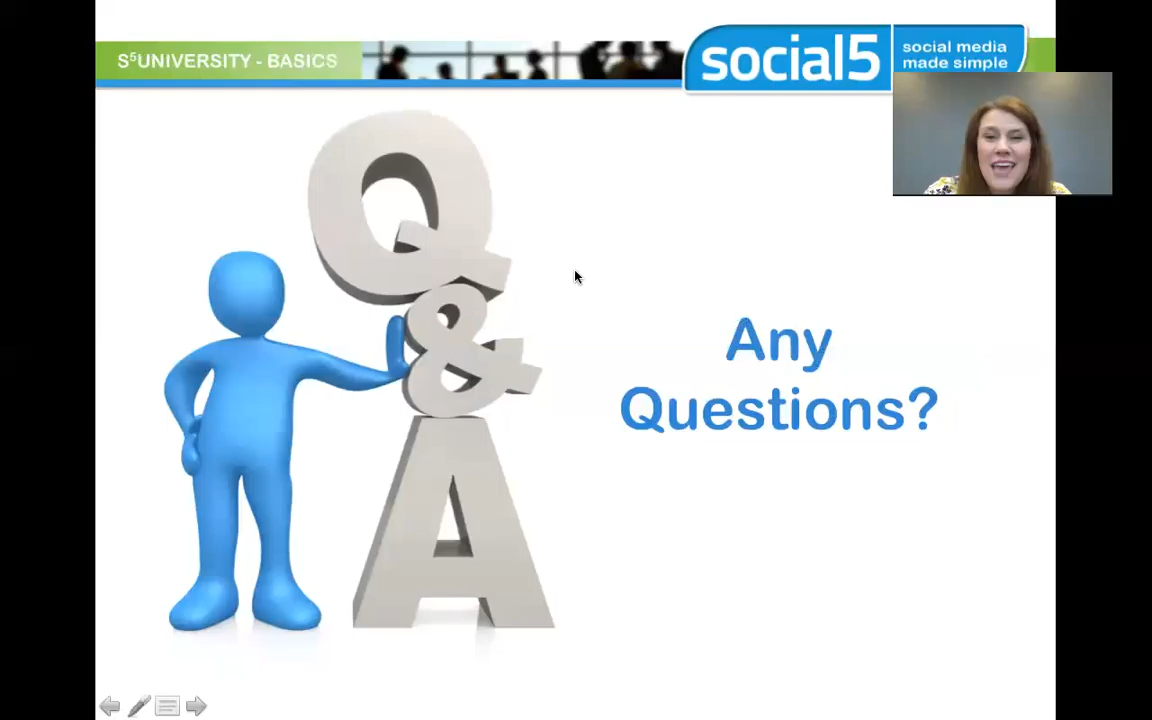 S⁵UNIVERSITY - BASICS
social5
social media
made simple
Q
&
A
Any
Questions?